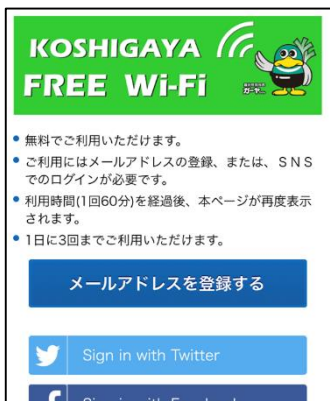 KOSHIGAYA
FREE Wi-Fi
無料でご利用いただけます。
ご利用にはメールアドレスの登録、または、SNS
でのログインが必要です。
利用時間(1回60分)を経過後、本ページが再度表示
されます。
1日に3回までご利用いただけます。
メールアドレスを登録する
Sign in with Twitter